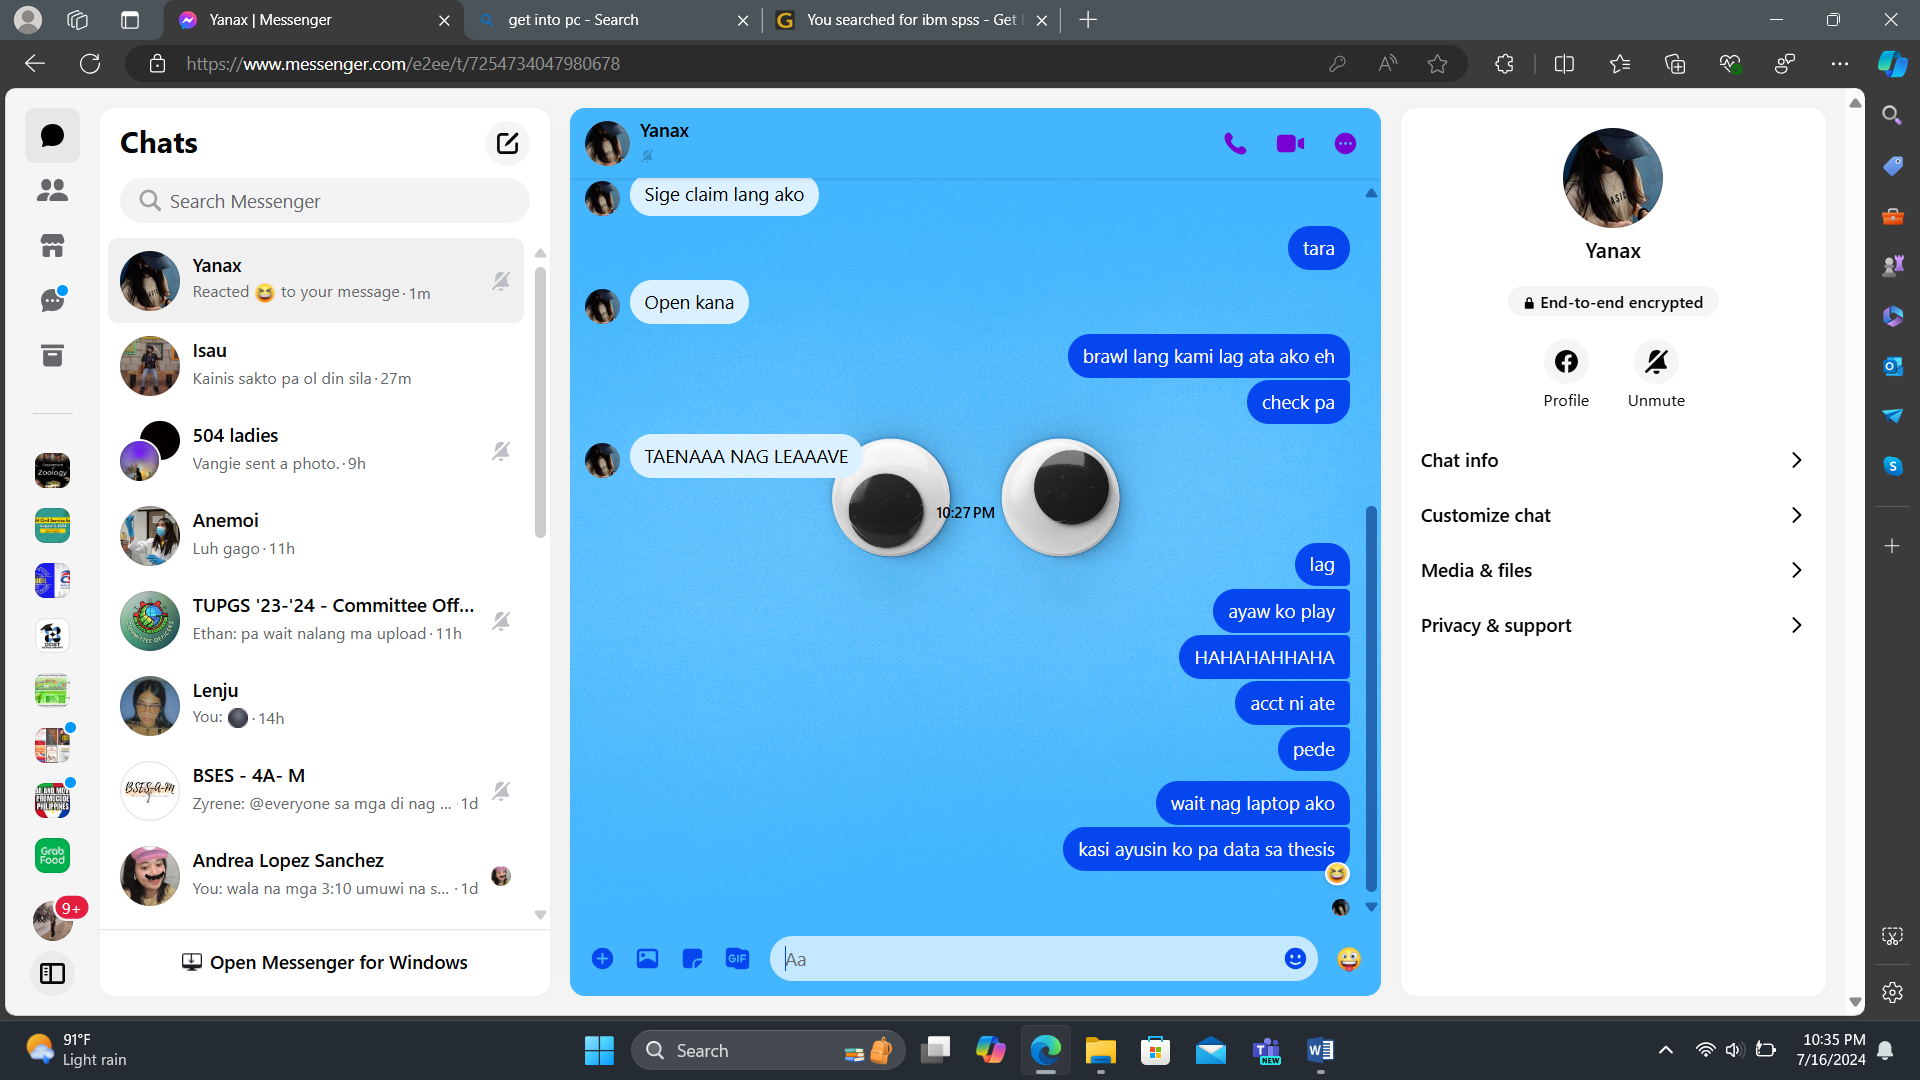 Yanax | Messenger
get into pc - Search
You searched for ibm spss - Get I
https://www.messenger.com/e2ee/t/7254734047980678
Chats
Search Messenger
Yanax
Reacted 😆 to your message · 1m
Isau
Kainis sakto pa ol din sila · 27m
504 ladies
Vangie sent a photo. · 9h
Anemoi
Luh gago · 11h
TUPGS '23-'24 - Committee Off...
Ethan: pa wait nalang ma upload · 11h
Lenju
You: 🌑 · 14h
BSES - 4A- M
Zyrene: @everyone sa mga di nag ... · 1d
Andrea Lopez Sanchez
You: wala na mga 3:10 umuwi na s... · 1d
Open Messenger for Windows
Zoology
Grab
Food
9+
Yanax
Sige claim lang ako
tara
Open kana
brawl lang kami lag ata ako eh
check pa
TAENAAA NAG LEAAAVE
10:27 PM
lag
ayaw ko play
HAHAHAHHAHA
acct ni ate
pede
wait nag laptop ako
kasi ayusin ko pa data sa thesis
GIF
Aa
Yanax
End-to-end encrypted
Profile
Unmute
Chat info
Customize chat
Media & files
Privacy & support
91°F
Light rain
Search
NEW
10:35 PM
7/16/2024